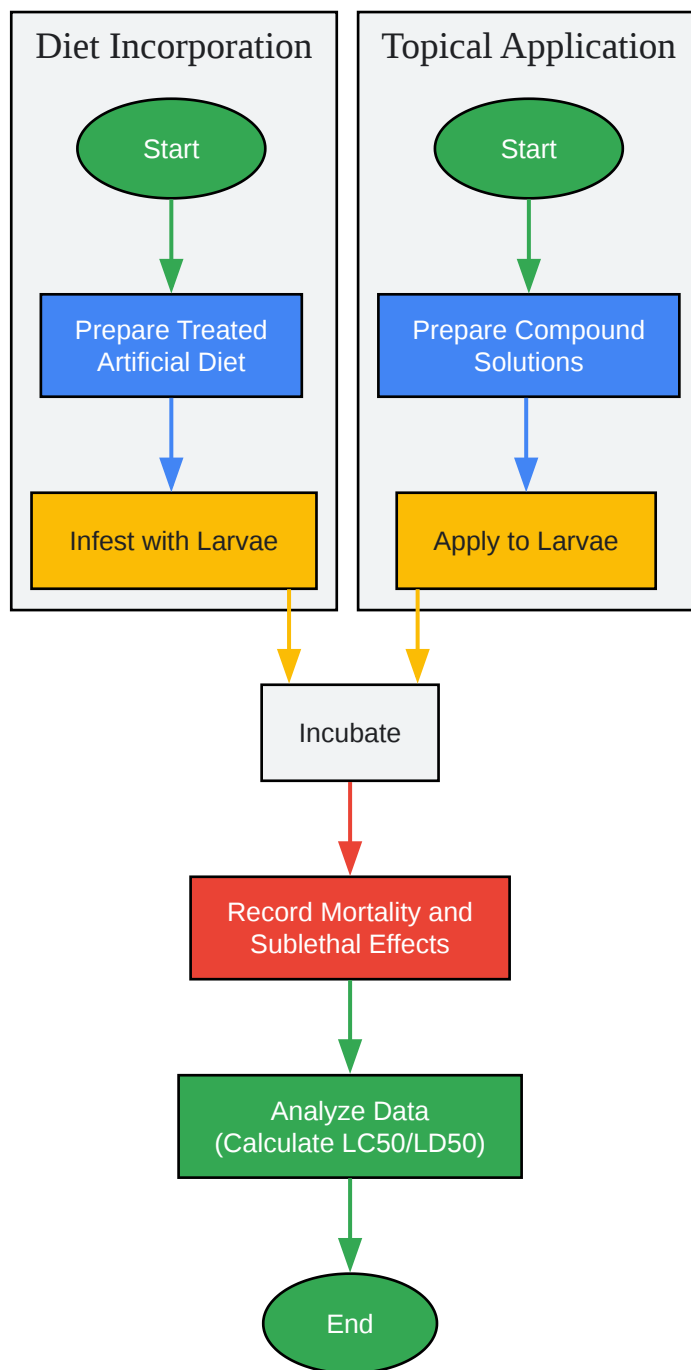 Diet Incorporation
Start
Prepare Treated
Artificial Diet
Infest with Larvae
Topical Application
Start
Prepare Compound
Solutions
Apply to Larvae
Incubate
Record Mortality and
Sublethal Effects
Analyze Data
(Calculate LC50/LD50)
End